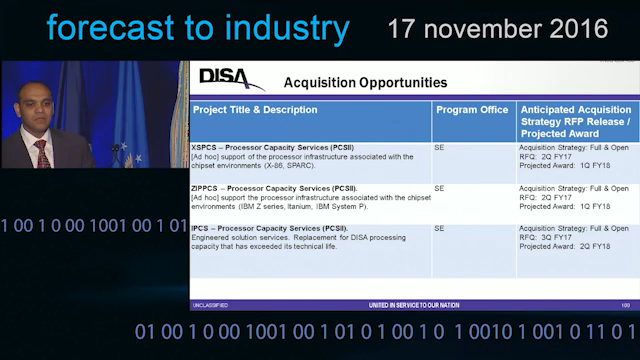 forecast to industry 17 november 2016
DISA
Acquisition Opportunities
Project Title & Description
Program Office
Anticipated Acquisition
Strategy RFP Release /
Projected Award
XSPCS – Processor Capacity Services (PCSII)
[Ad hoc] support of the processor infrastructure associated with the
chipset environments (X-86, SPARC).
SE
Acquisition Strategy: Full & Open
RFQ: 2Q FY17
Projected Award: 1Q FY18
ZIPPCS – Processor Capacity Services (PCSII).
[Ad hoc] support the processor infrastructure associated with the chipset
environments (IBM Z series, Itanium, IBM System P).
SE
Acquisition Strategy: Full & Open
RFQ: 2Q FY17
Projected Award: 1Q FY18
IPCS – Processor Capacity Services (PCSII).
Engineered solution services. Replacement for DISA processing
capacity that has exceeded its technical life.
SE
Acquisition Strategy: Full & Open
RFQ: 3Q FY17
Projected Award: 2Q FY18
UNCLASSIFIED
UNITED IN SERVICE TO OUR NATION
1 00 1 0 00 1001 00 1 01
01 00 1 0 00 1001 00 1 01 0 1 00 1 0 1 0010 1 001 0 11 0 1